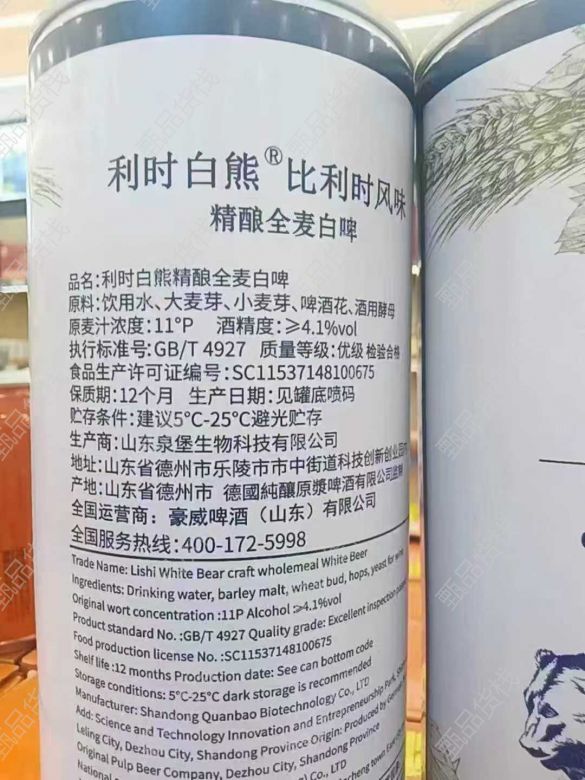 利时白熊®比利时风味
精酿全麦白啤
品名:利时白熊精酿全麦白啤
原料:饮用水、大麦芽、小麦芽、啤酒花、酒用酵母
原麦汁浓度:11°P 酒精度:≥4.1%vol
执行标准号:GB/T 4927 质量等级:优级 检验合格
食品生产许可证编号:SC11537148100675
保质期:12个月 生产日期:见罐底喷码
贮存条件:建议5°C-25°C避光贮存
生产商:山东泉堡生物科技有限公司
地址:山东省德州市乐陵市市中街道科技创新创业园
产地:山东省德州市 德國純釀原漿啤酒有限公司監制
全国运营商:豪威啤酒(山东)有限公司
全国服务热线:400-172-5998
Trade Name: Lishi White Bear craft wholemeal White Beer
Ingredients: Drinking water, barley malt, wheat bud, hops, yeast for wine
Original wort concentration :11P Alcohol ≥4.1%vol
Product standard No. :GB/T 4927 Quality grade: Excellent inspection
Food production license No. :SC11537148100675
Shelf life :12 months Production date: See can bottom code
Storage conditions: 5°C-25°C dark storage is recommended
Manufacturer: Shandong Quanbao Biotechnology Co., LTD
Add: Science and Technology Innovation and Entrepreneurship Park,
Leling City, Dezhou City, Shandong Province Origin: Produced by
Original Pulp Beer Company, Dezhou City, Shandong Province
National
Co., LTD
甄品货栈